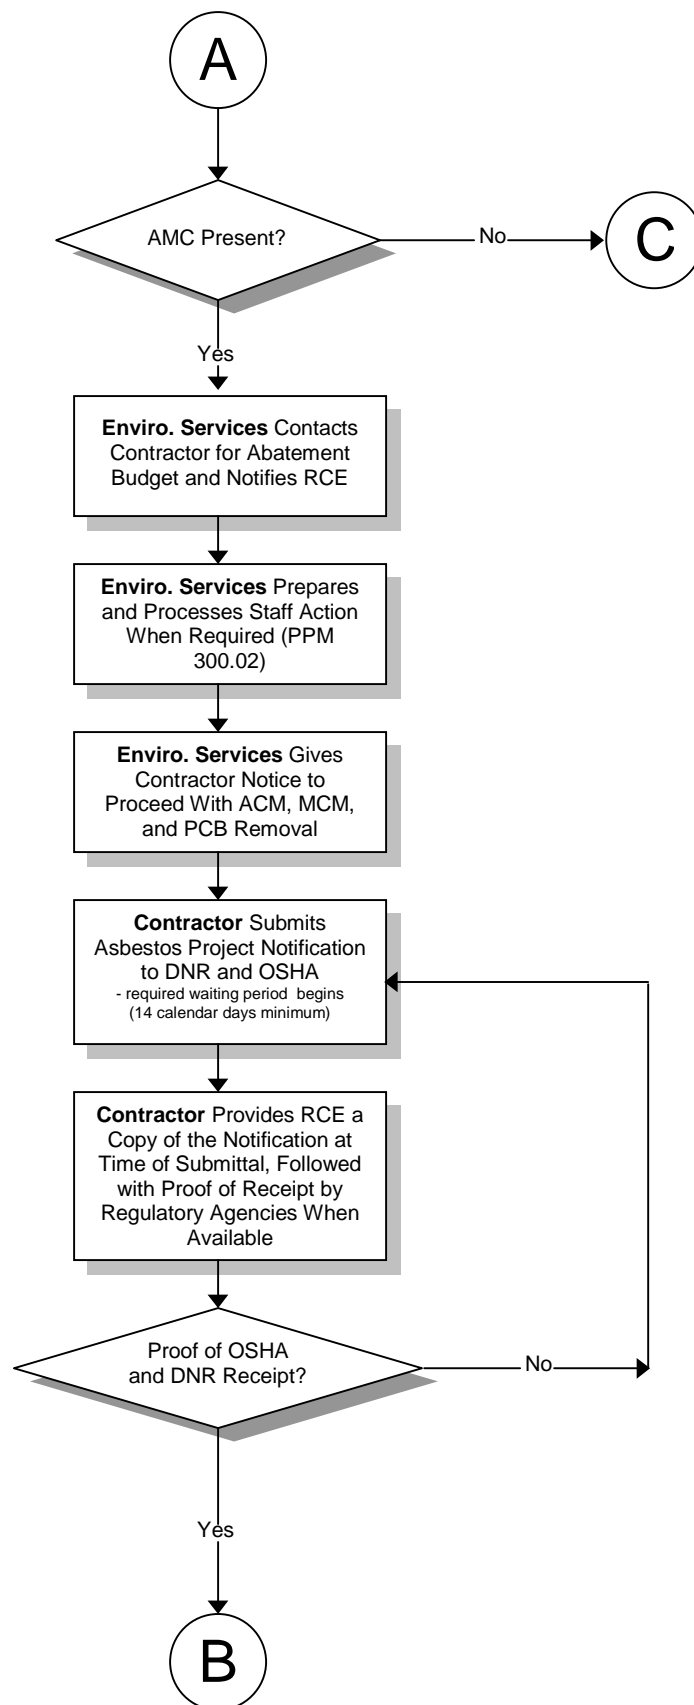 A
AMC Present?
No
C
Yes
Enviro. Services Contacts
Contractor for Abatement
Budget and Notifies RCE
Enviro. Services Prepares
and Processes Staff Action
When Required (PPM
300.02)
Enviro. Services Gives
Contractor Notice to
Proceed With ACM, MCM,
and PCB Removal
Contractor Submits
Asbestos Project Notification
to DNR and OSHA
- required waiting period begins
(14 calendar days minimum)
Contractor Provides RCE a
Copy of the Notification at
Time of Submittal, Followed
with Proof of Receipt by
Regulatory Agencies When
Available
Proof of OSHA
and DNR Receipt?
No
Yes
B